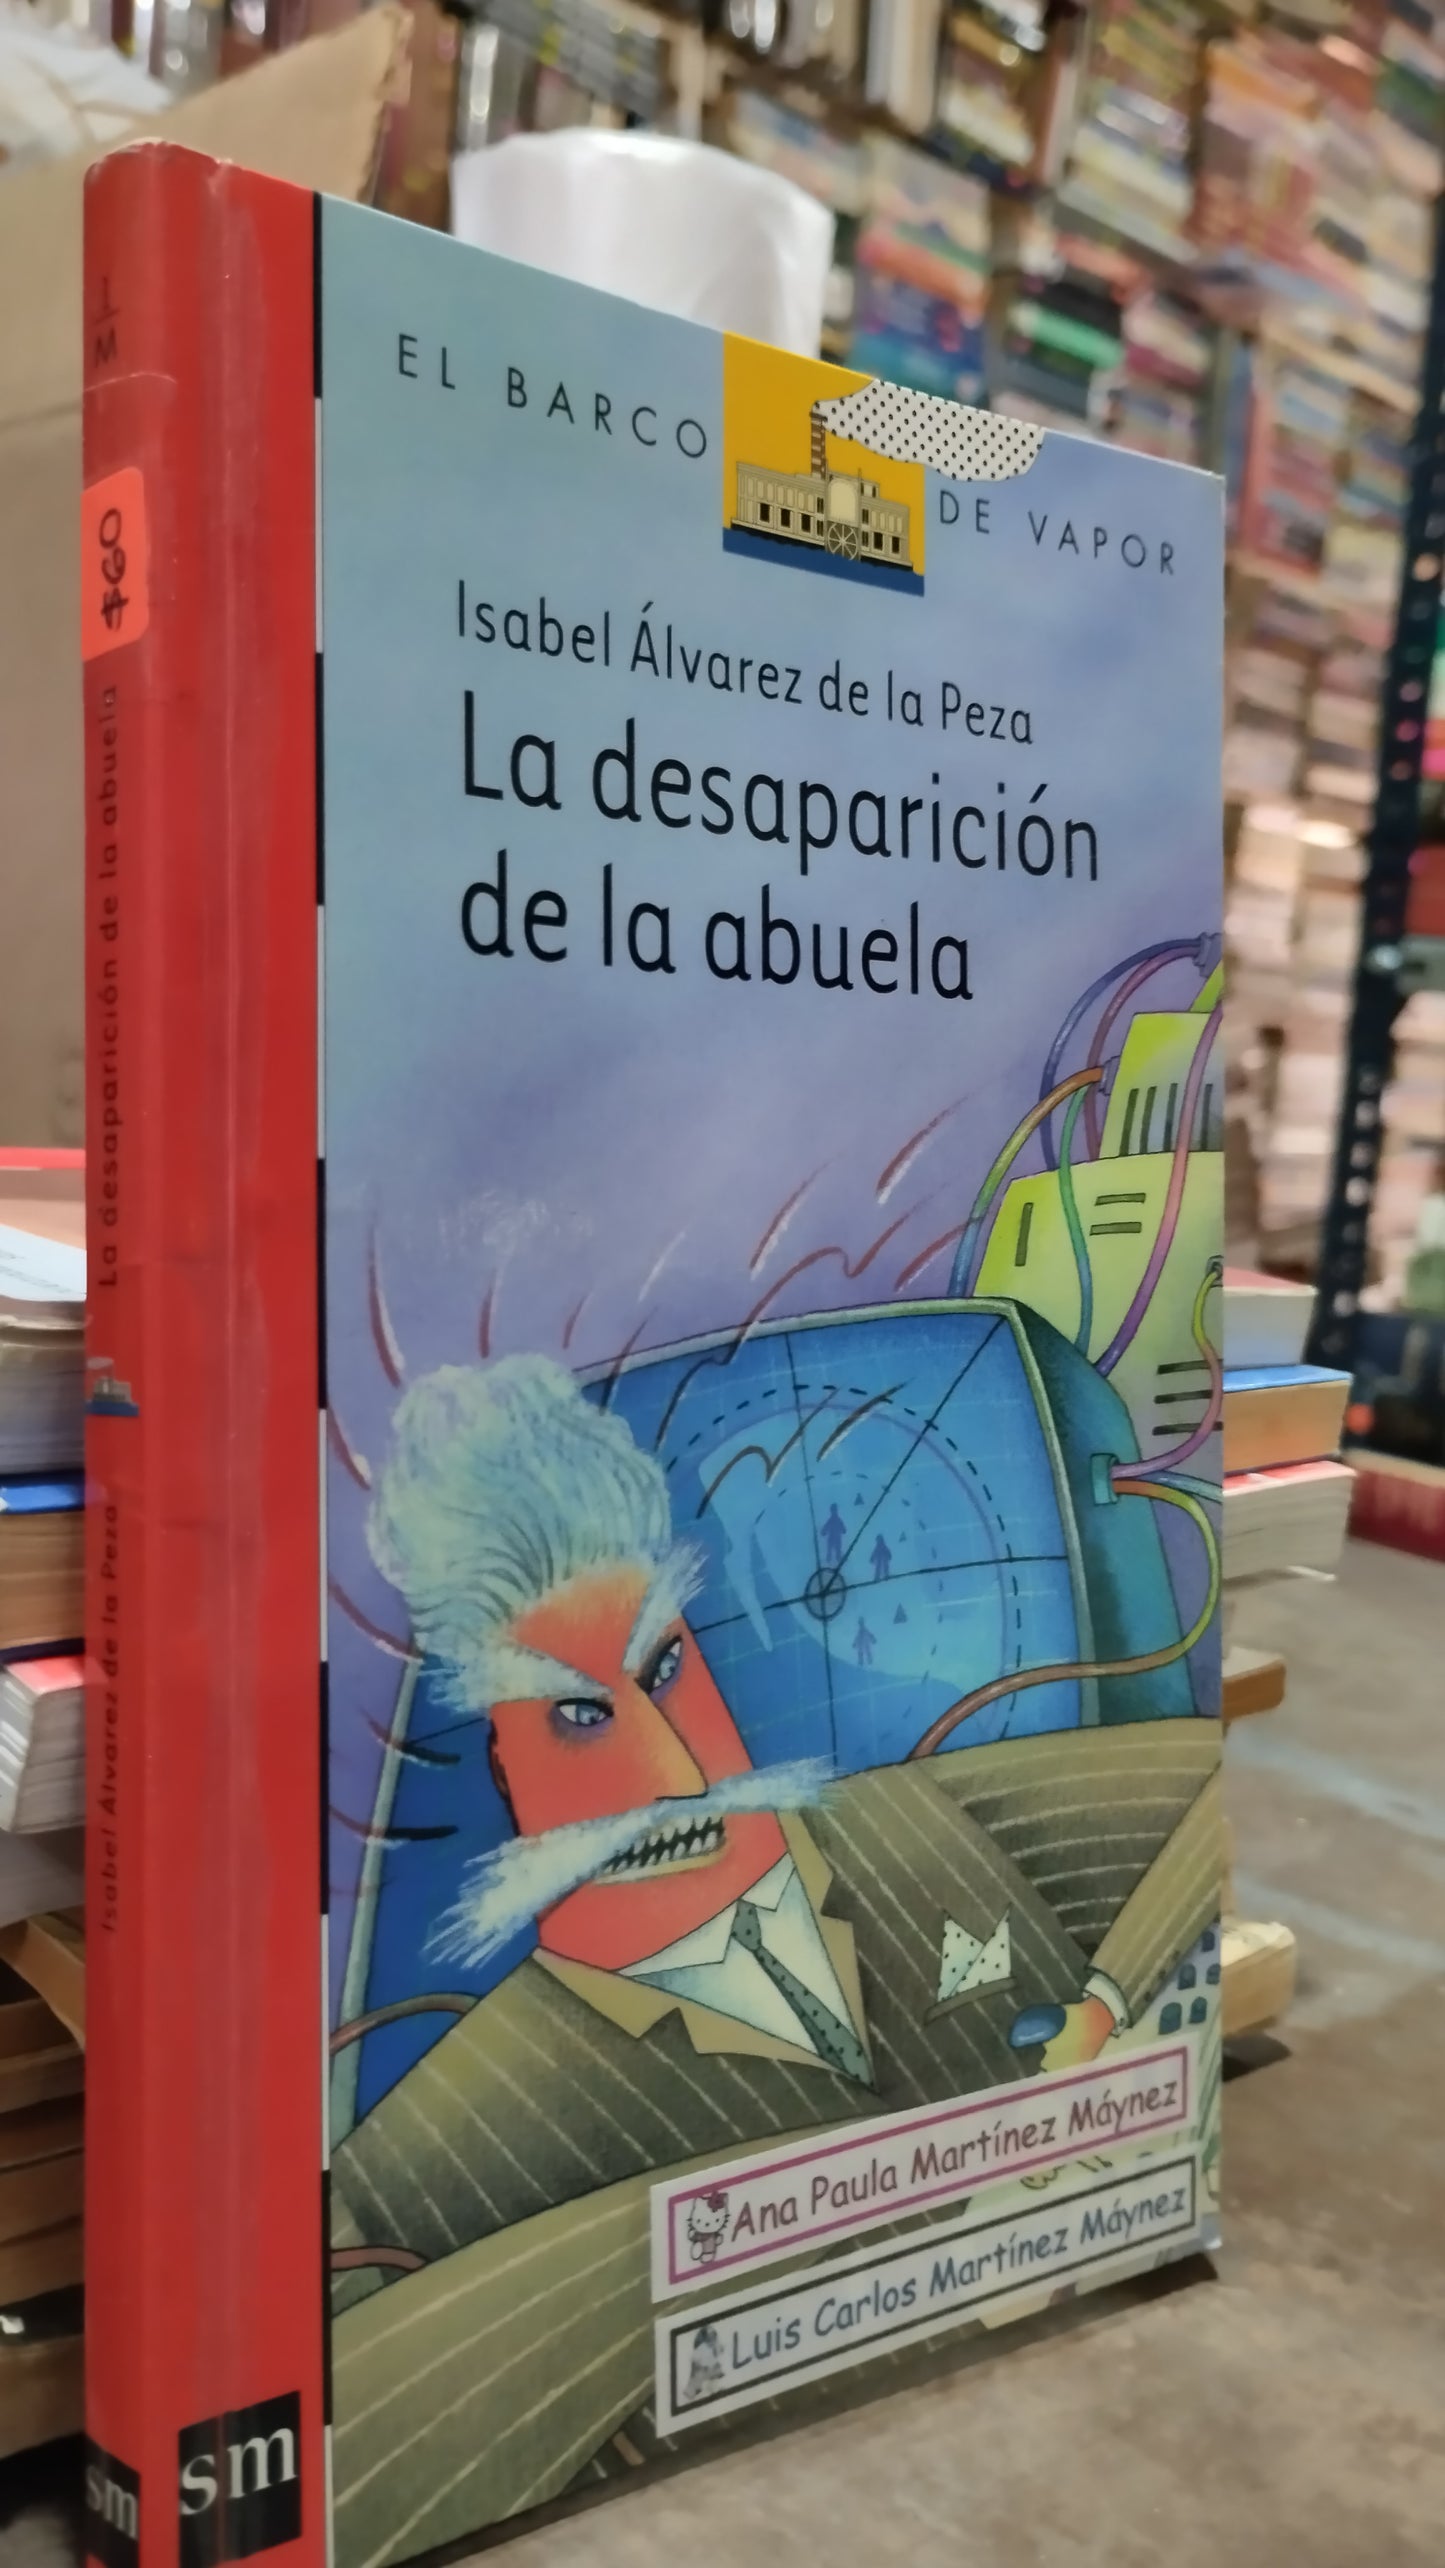 EL BARCO DE VAPOR
Isabel Álvarez de la Peza
La desaparición
de la abuela
Ana Paula Martínez Máynez
Luis Carlos Martínez Máynez
sm
$60
La desaparición de la abuela
Isabel Álvarez de la Peza
sm